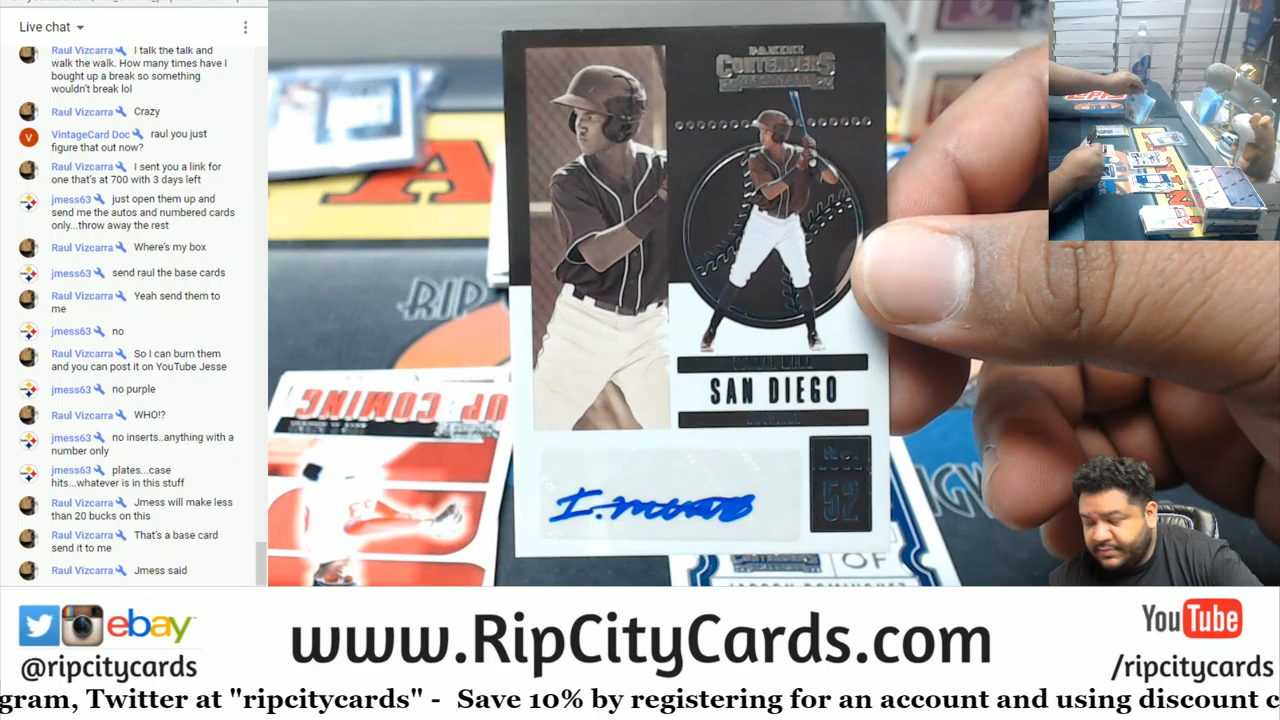 Live chat
Raul Vizcarra I talk the talk and
walk the walk. How many times have I
bought up a break so something
wouldn't break lol
Raul Vizcarra Crazy
V
VintageCard Doc raul you just
figure that out now?
Raul Vizcarra I sent you a link for
one that's at 700 with 3 days left
jmess63 just open them up and
send me the autos and numbered cards
only...throw away the rest
Raul Vizcarra Where's my box
jmess63 send raul the base cards
Raul Vizcarra Yeah send them to
me
jmess63 no
Raul Vizcarra So I can burn them
and you can post it on YouTube Jesse
jmess63 no purple
Raul Vizcarra WHO!?
jmess63 no inserts..anything with a
number only
jmess63 plates...case
hits...whatever is in this stuff
Raul Vizcarra Jmess will make less
than 20 bucks on this
Raul Vizcarra That's a base card
send it to me
Raul Vizcarra Jmess said
PANINI
CONTENDERS
SAN DIEGO
No.
52
RIP
UP COMING
OF
ebay
@ripcitycards
www.RipCityCards.com
YouTube
/ripcitycards
gram, Twitter at "ripcitycards" - Save 10% by registering for an account and using discount c